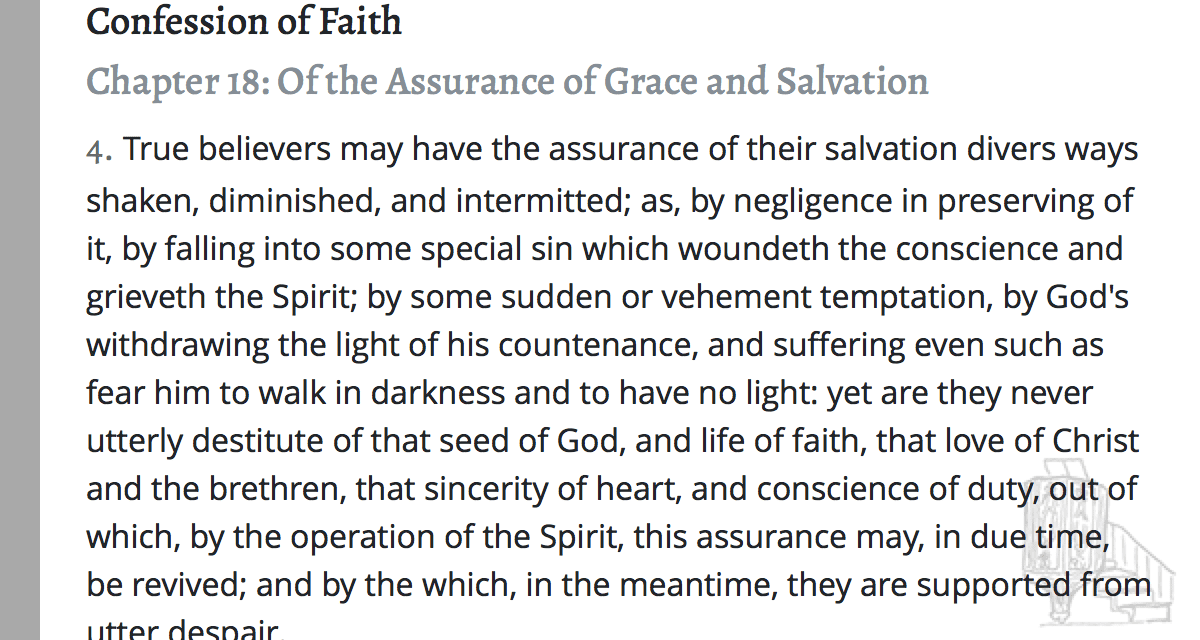 Confession of Faith
Chapter 18: Of the Assurance of Grace and Salvation
4. True believers may have the assurance of their salvation divers ways
shaken, diminished, and intermitted; as, by negligence in preserving of
it, by falling into some special sin which woundeth the conscience and
grieveth the Spirit; by some sudden or vehement temptation, by God's
withdrawing the light of his countenance, and suffering even such as
fear him to walk in darkness and to have no light: yet are they never
utterly destitute of that seed of God, and life of faith, that love of Christ
and the brethren, that sincerity of heart, and conscience of duty, out of
which, by the operation of the Spirit, this assurance may, in due time,
be revived; and by the which, in the meantime, they are supported from
utter despair.